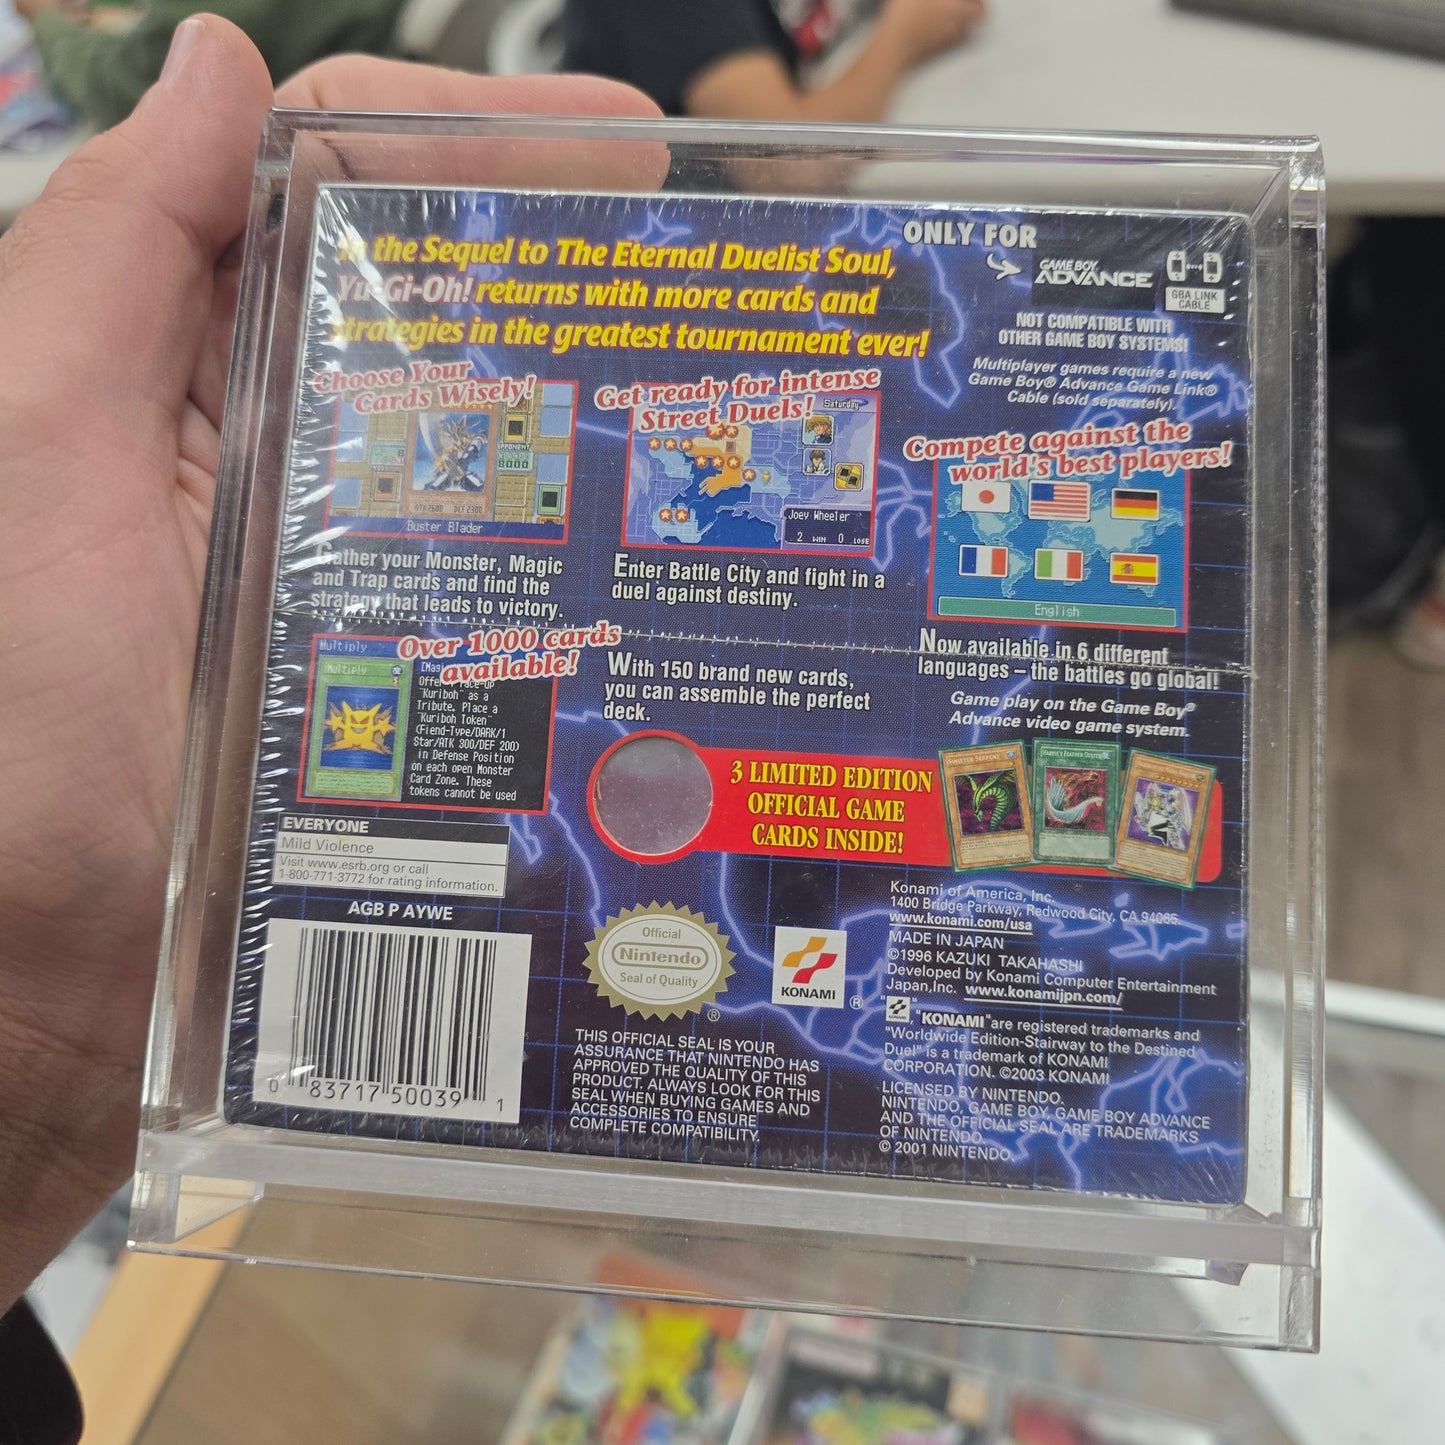 In the Sequel to The Eternal Duelist Soul,
Yu-Gi-Oh! returns with more cards and
strategies in the greatest tournament ever!
ONLY FOR
GAME BOY
ADVANCE
GBA LINK
CABLE
NOT COMPATIBLE WITH
OTHER GAME BOY SYSTEMS!
Multiplayer games require a new
Game Boy® Advance Game Link®
Cable (sold separately).
Choose Your
Cards Wisely!
OPPONENT
8000
ATK2600 DEF2300
Buster Blader
Gather your Monster, Magic
and Trap cards and find the
strategy that leads to victory.
Get ready for intense
Street Duels!
Saturday
Joey Wheeler
2 WIN 0 LOSE
Enter Battle City and fight in a
duel against destiny.
Compete against the
world's best players!
English
Now available in 6 different
languages – the battles go global!
Game play on the Game Boy®
Advance video game system.
Over 1000 cards
available!
Multiply
Multiply
"Kuriboh" as a
Tribute. Place a
"Kuriboh Token"
(Fiend-Type/DARK/1
Star/ATK 300/DEF 200)
in Defense Position
on each open Monster
Card Zone. These
tokens cannot be used
With 150 brand new cards,
you can assemble the perfect
deck.
3 LIMITED EDITION
OFFICIAL GAME
CARDS INSIDE!
SINISTER SERPENT
HARPIE'S FEATHER DUSTER
EVERYONE
Mild Violence
Visit www.esrb.org or call
1-800-771-3772 for rating information.
AGB P AYWE
0 83717 50039 1
Official
Nintendo
Seal of Quality
®
KONAMI
®
THIS OFFICIAL SEAL IS YOUR
ASSURANCE THAT NINTENDO HAS
APPROVED THE QUALITY OF THIS
PRODUCT. ALWAYS LOOK FOR THIS
SEAL WHEN BUYING GAMES AND
ACCESSORIES TO ENSURE
COMPLETE COMPATIBILITY.
Konami of America, Inc.
1400 Bridge Parkway, Redwood City, CA 94065.
www.konami.com/usa
MADE IN JAPAN
©1996 KAZUKI TAKAHASHI
Developed by Konami Computer Entertainment
Japan,Inc. www.konamijpn.com/
"KONAMI" "KONAMI" are registered trademarks and
"Worldwide Edition-Stairway to the Destined
Duel" is a trademark of KONAMI
CORPORATION. ©2003 KONAMI
LICENSED BY NINTENDO.
NINTENDO, GAME BOY, GAME BOY ADVANCE
AND THE OFFICIAL SEAL ARE TRADEMARKS
OF NINTENDO.
© 2001 NINTENDO.